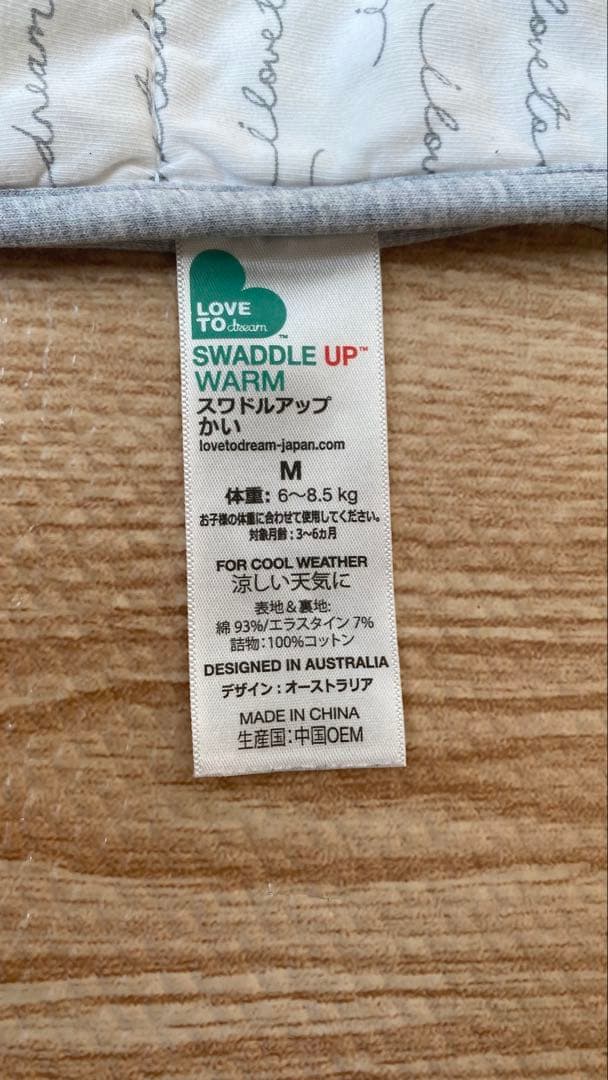 dream
i love t
i lov
love to
LOVE
TO dream™
SWADDLE UP™
WARM
スワドルアップ
かい
lovetodream-japan.com
M
体重: 6～8.5 kg
お子様の体重に合わせて使用してください。
対象月齢：3～6カ月
FOR COOL WEATHER
涼しい天気に
表地＆裏地:
綿 93%/エラスタイン 7%
詰物：100%コットン
DESIGNED IN AUSTRALIA
デザイン：オーストラリア
MADE IN CHINA
生産国：中国OEM